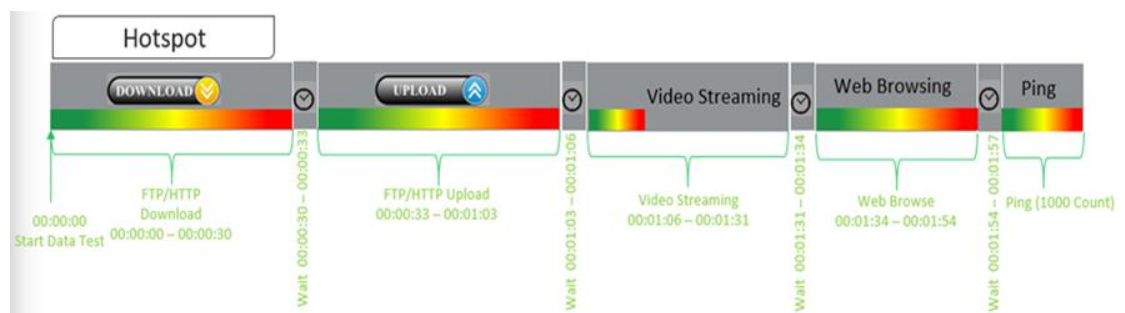 Hotspot
DOWNLOAD
UPLOAD
Video Streaming
Web Browsing
Ping
00:00:00
Start Data Test
FTP/HTTP
Download
00:00:00 – 00:00:30
Wait 00:00:30 – 00:00:33
FTP/HTTP Upload
00:00:33 – 00:01:03
Wait 00:01:03 – 00:01:06
Video Streaming
00:01:06 – 00:01:31
Wait 00:01:31 – 00:01:34
Web Browse
00:01:34 – 00:01:54
Wait 00:01:54 – 00:01:57
Ping (1000 Count)